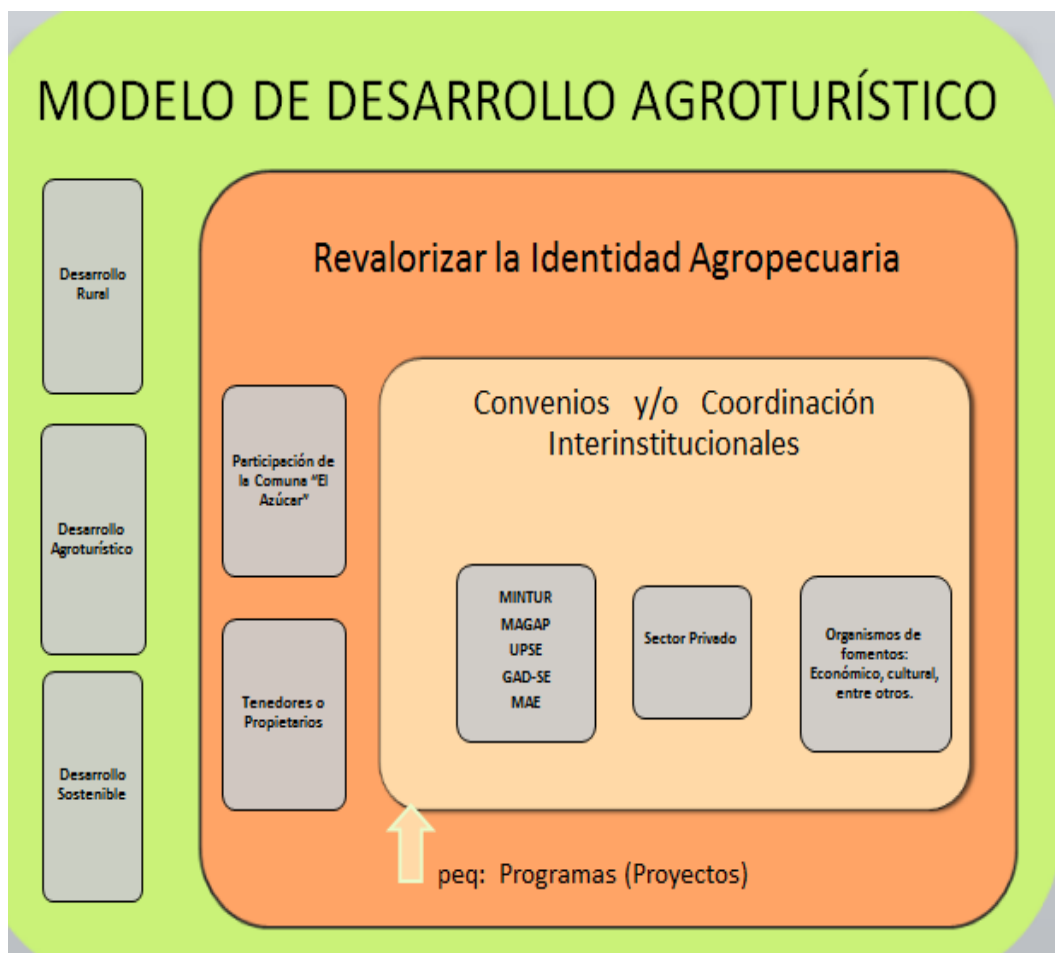 MODELO DE DESARROLLO AGROTURÍSTICO
Desarrollo
Rural
Desarrollo
Agroturístico
Desarrollo
Sostenible
Revalorizar la Identidad Agropecuaria
Participación de
la Comuna "El
Azúcar"
Tenedores o
Propietarios
Convenios y/o Coordinación
Interinstitucionales
MINTUR
MAGAP
UPSE
GAD-SE
MAE
Sector Privado
Organismos de
fomentos:
Económico, cultural,
entre otros.
peq: Programas (Proyectos)